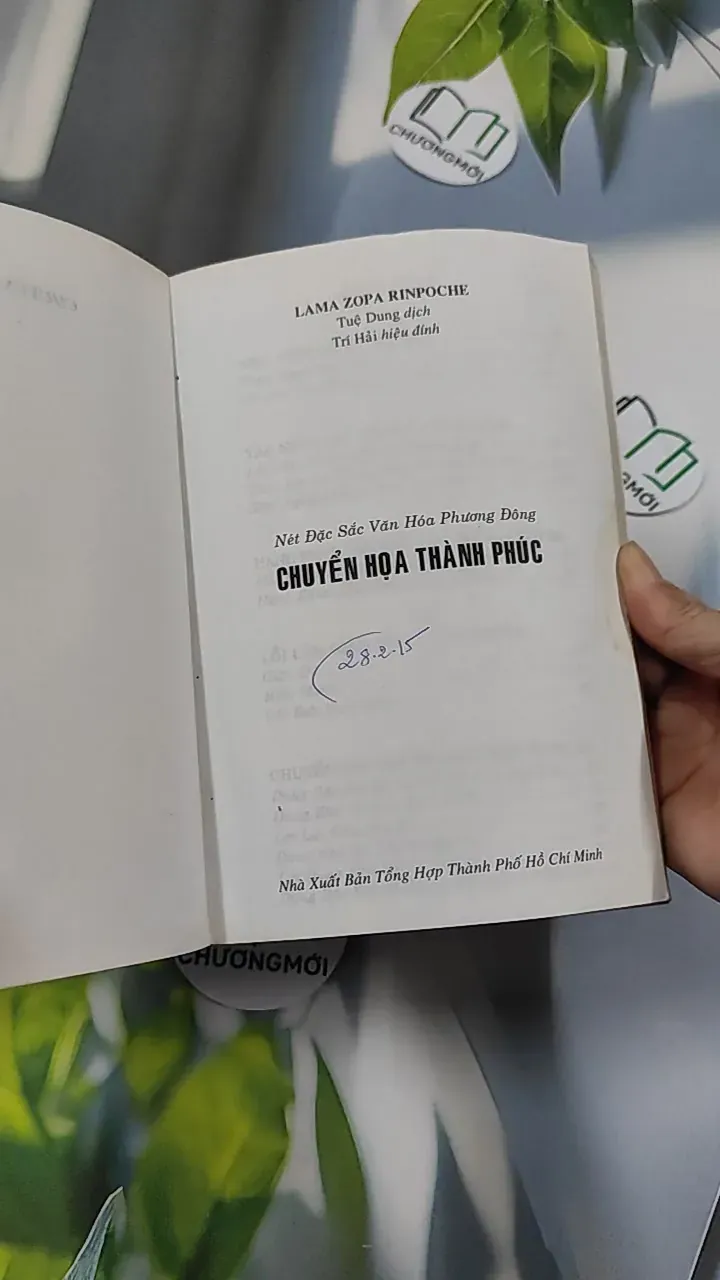 CHƯƠNGMỚI
LAMA ZOPA RINPOCHE
Tuệ Dung dịch
Trí Hải hiệu đính
Nét Đặc Sắc Văn Hóa Phương Đông
CHUYỂN HỌA THÀNH PHÚC
28.2.15
Nhà Xuất Bản Tổng Hợp Thành Phố Hồ Chí Minh
CHƯƠNGMỚI